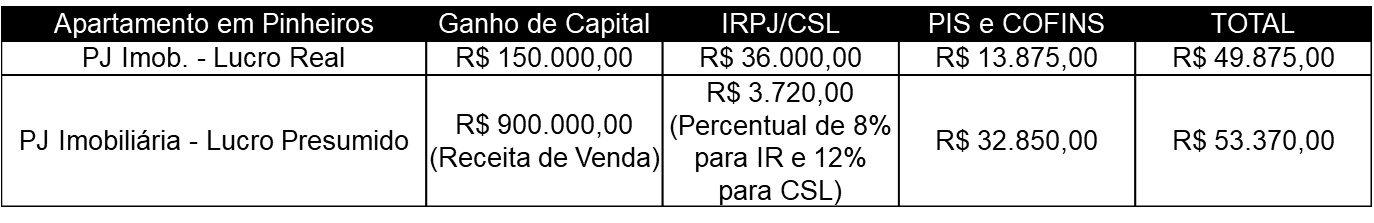 Apartamento em Pinheiros Ganho de Capital IRPJ/CSL PIS e COFINS TOTAL
PJ Imob. - Lucro Real R$ 150.000,00 R$ 36.000,00 R$ 13.875,00 R$ 49.875,00
PJ Imobiliária - Lucro Presumido
R$ 900.000,00
(Receita de Venda)
R$ 3.720,00
(Percentual de 8%
para IR e 12%
para CSL)
R$ 32.850,00
R$ 53.370,00